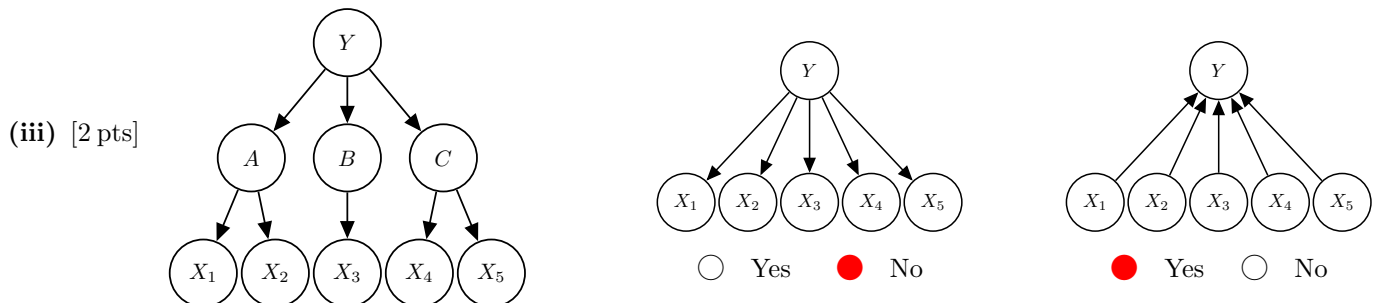 (iii) [2 pts]
Y
A B C
X₁ X₂ X₃ X₄ X₅
Y
X₁ X₂ X₃ X₄ X₅
Yes No
Y
X₁ X₂ X₃ X₄ X₅
Yes No